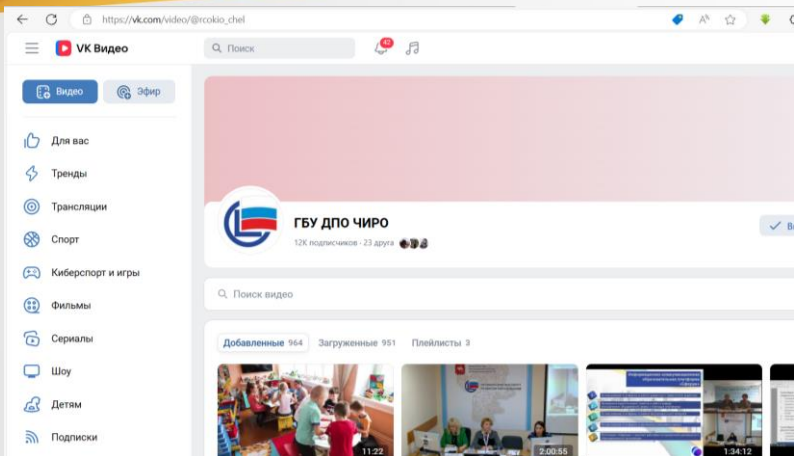 https://vk.com/video/@rcokio_chel
VK Видео
Поиск
42
Видео
Эфир
Для вас
Тренды
Трансляции
Спорт
Киберспорт и игры
Фильмы
Сериалы
Шоу
Детям
Подписки
ГБУ ДПО ЧИРО
12К подписчиков · 23 друга
Поиск видео
Добавленные 964 Загруженные 951 Плейлисты 3
11:22
2:00:55
1:34:12